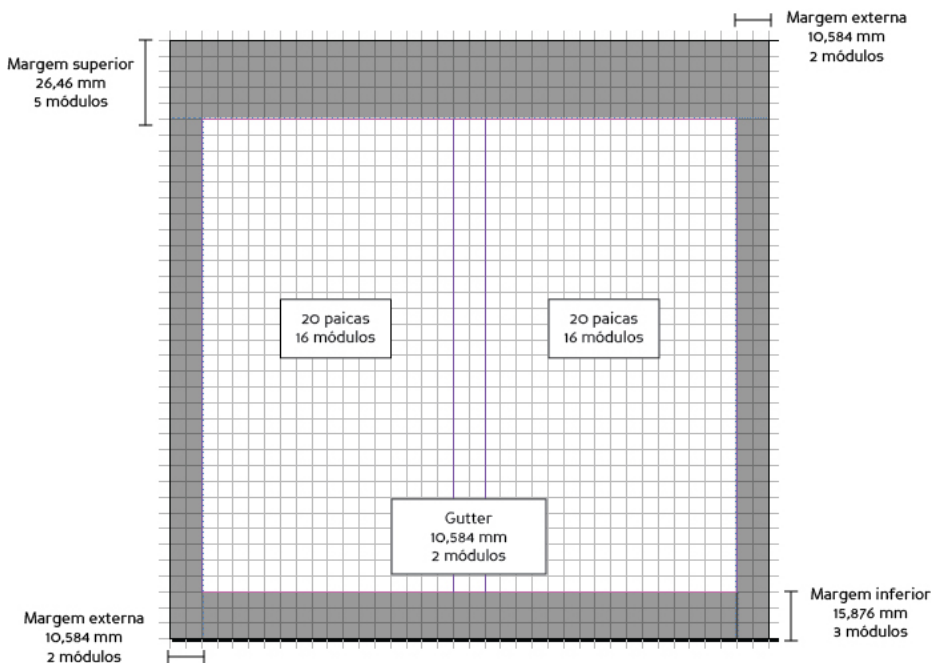 Margem externa
10,584 mm
2 módulos
Margem superior
26,46 mm
5 módulos
20 paicas
16 módulos
20 paicas
16 módulos
Gutter
10,584 mm
2 módulos
Margem inferior
15,876 mm
3 módulos
Margem externa
10,584 mm
2 módulos